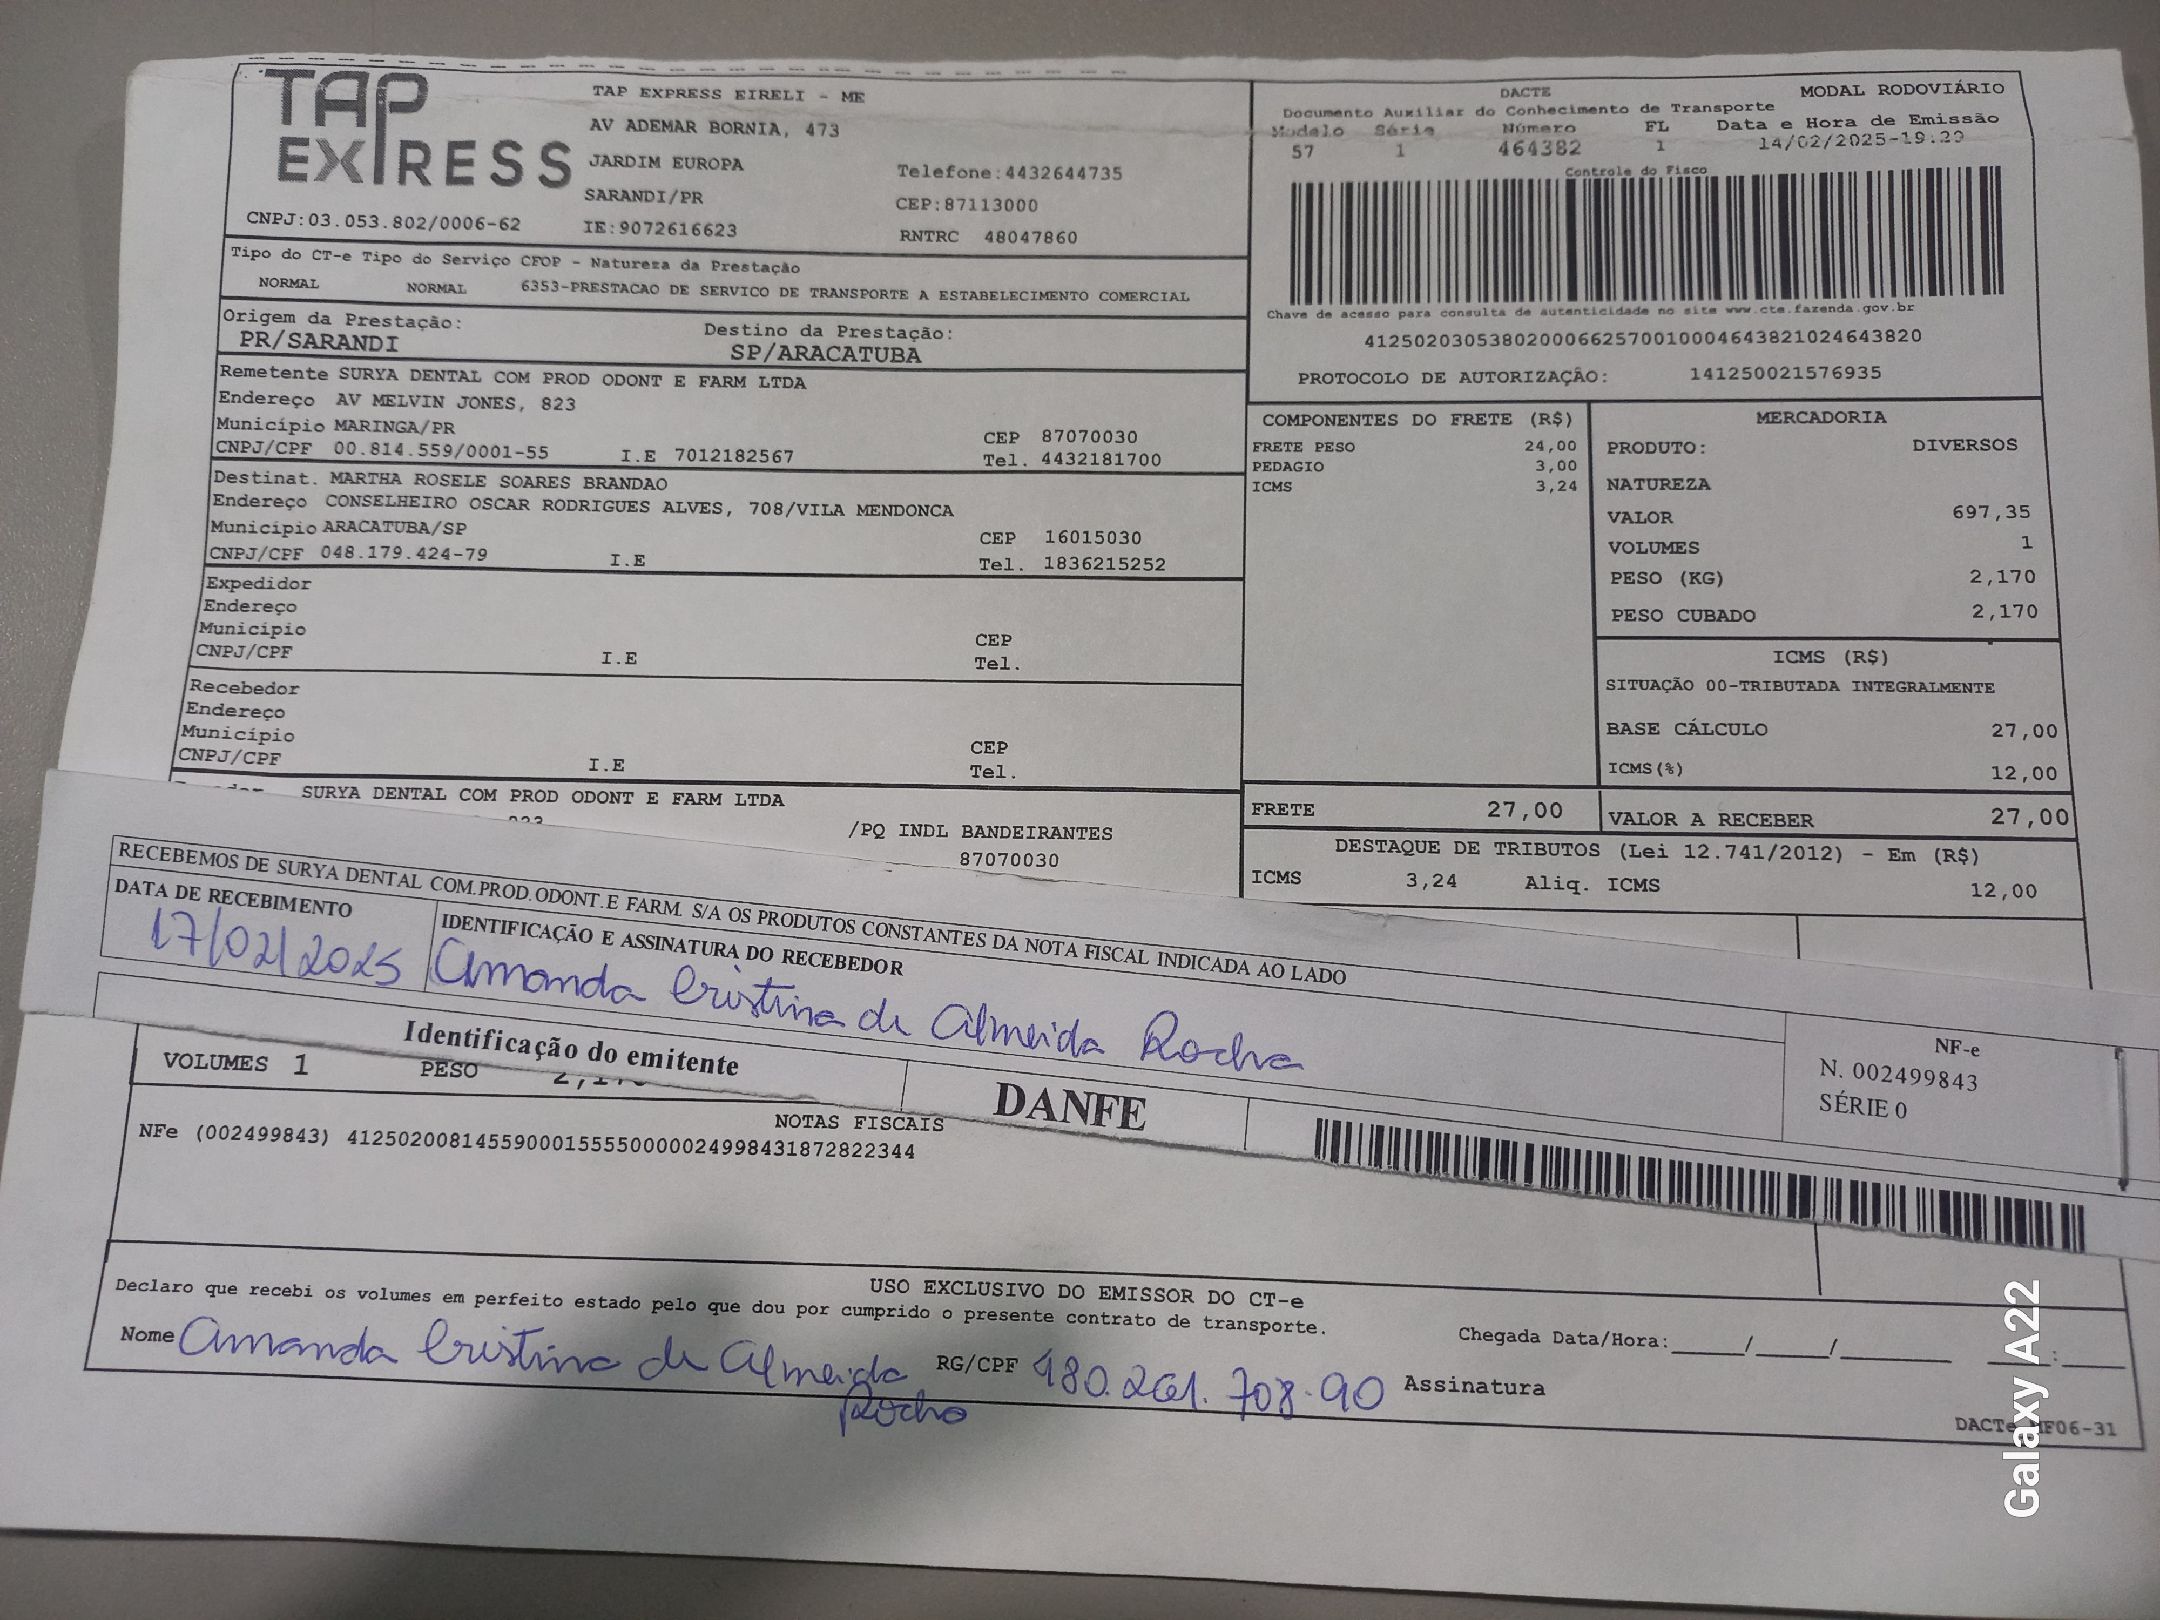 TAP EXPRESS
TAP EXPRESS EIRELI - ME
AV ADEMAR BORNIA, 473
JARDIM EUROPA
Telefone:4432644735
SARANDI/PR
CEP:87113000
CNPJ:03.053.802/0006-62
IE:9072616623
RNTRC 48047860
DACTE
MODAL RODOVIÁRIO
Documento Auxiliar do Conhecimento de Transporte
Modelo Série Número FL Data e Hora de Emissão
57 1 464382 1 14/02/2025-19:29
Controle do Fisco
Chave de acesso para consulta de autenticidade no site www.cte.fazenda.gov.br
41250203053802000662570010004643821024643820
PROTOCOLO DE AUTORIZAÇÃO: 141250021576935
Tipo do CT-e Tipo do Serviço CFOP - Natureza da Prestação
NORMAL NORMAL 6353-PRESTACAO DE SERVICO DE TRANSPORTE A ESTABELECIMENTO COMERCIAL
Origem da Prestação: Destino da Prestação:
PR/SARANDI SP/ARACATUBA
Remetente SURYA DENTAL COM PROD ODONT E FARM LTDA
Endereço AV MELVIN JONES, 823
Município MARINGA/PR CEP 87070030
CNPJ/CPF 00.814.559/0001-55 I.E 7012182567 Tel. 4432181700
Destinat. MARTHA ROSELE SOARES BRANDAO
Endereço CONSELHEIRO OSCAR RODRIGUES ALVES, 708/VILA MENDONCA
Município ARACATUBA/SP CEP 16015030
CNPJ/CPF 048.179.424-79 I.E Tel. 1836215252
Expedidor
Endereço
Município CEP
CNPJ/CPF I.E Tel.
Recebedor
Endereço
Município CEP
CNPJ/CPF I.E Tel.
SURYA DENTAL COM PROD ODONT E FARM LTDA
/PQ INDL BANDEIRANTES
87070030
COMPONENTES DO FRETE (R$)
FRETE PESO 24,00
PEDAGIO 3,00
ICMS 3,24
MERCADORIA
PRODUTO: DIVERSOS
NATUREZA
VALOR 697,35
VOLUMES 1
PESO (KG) 2,170
PESO CUBADO 2,170
ICMS (R$)
SITUAÇÃO 00-TRIBUTADA INTEGRALMENTE
BASE CÁLCULO 27,00
ICMS(%) 12,00
FRETE 27,00 VALOR A RECEBER 27,00
DESTAQUE DE TRIBUTOS (Lei 12.741/2012) - Em (R$)
ICMS 3,24 Aliq. ICMS 12,00
RECEBEMOS DE SURYA DENTAL COM.PROD.ODONT.E FARM. S/A OS PRODUTOS CONSTANTES DA NOTA FISCAL INDICADA AO LADO
DATA DE RECEBIMENTO
17/02/2025
IDENTIFICAÇÃO E ASSINATURA DO RECEBEDOR
Amanda Cristina de Almeida Rocha
NF-e
N. 002499843
SÉRIE 0
Identificação do emitente
DANFE
VOLUMES 1 PESO
NOTAS FISCAIS
NFe (002499843) 41250200814559000155550000024998431872822344
USO EXCLUSIVO DO EMISSOR DO CT-e
Declaro que recebi os volumes em perfeito estado pelo que dou por cumprido o presente contrato de transporte.
Nome Amanda Cristina de Almeida Rocha RG/CPF 480.261.708-90 Assinatura
Chegada Data/Hora:_____/_____/_______ ____:____
Galaxy A22